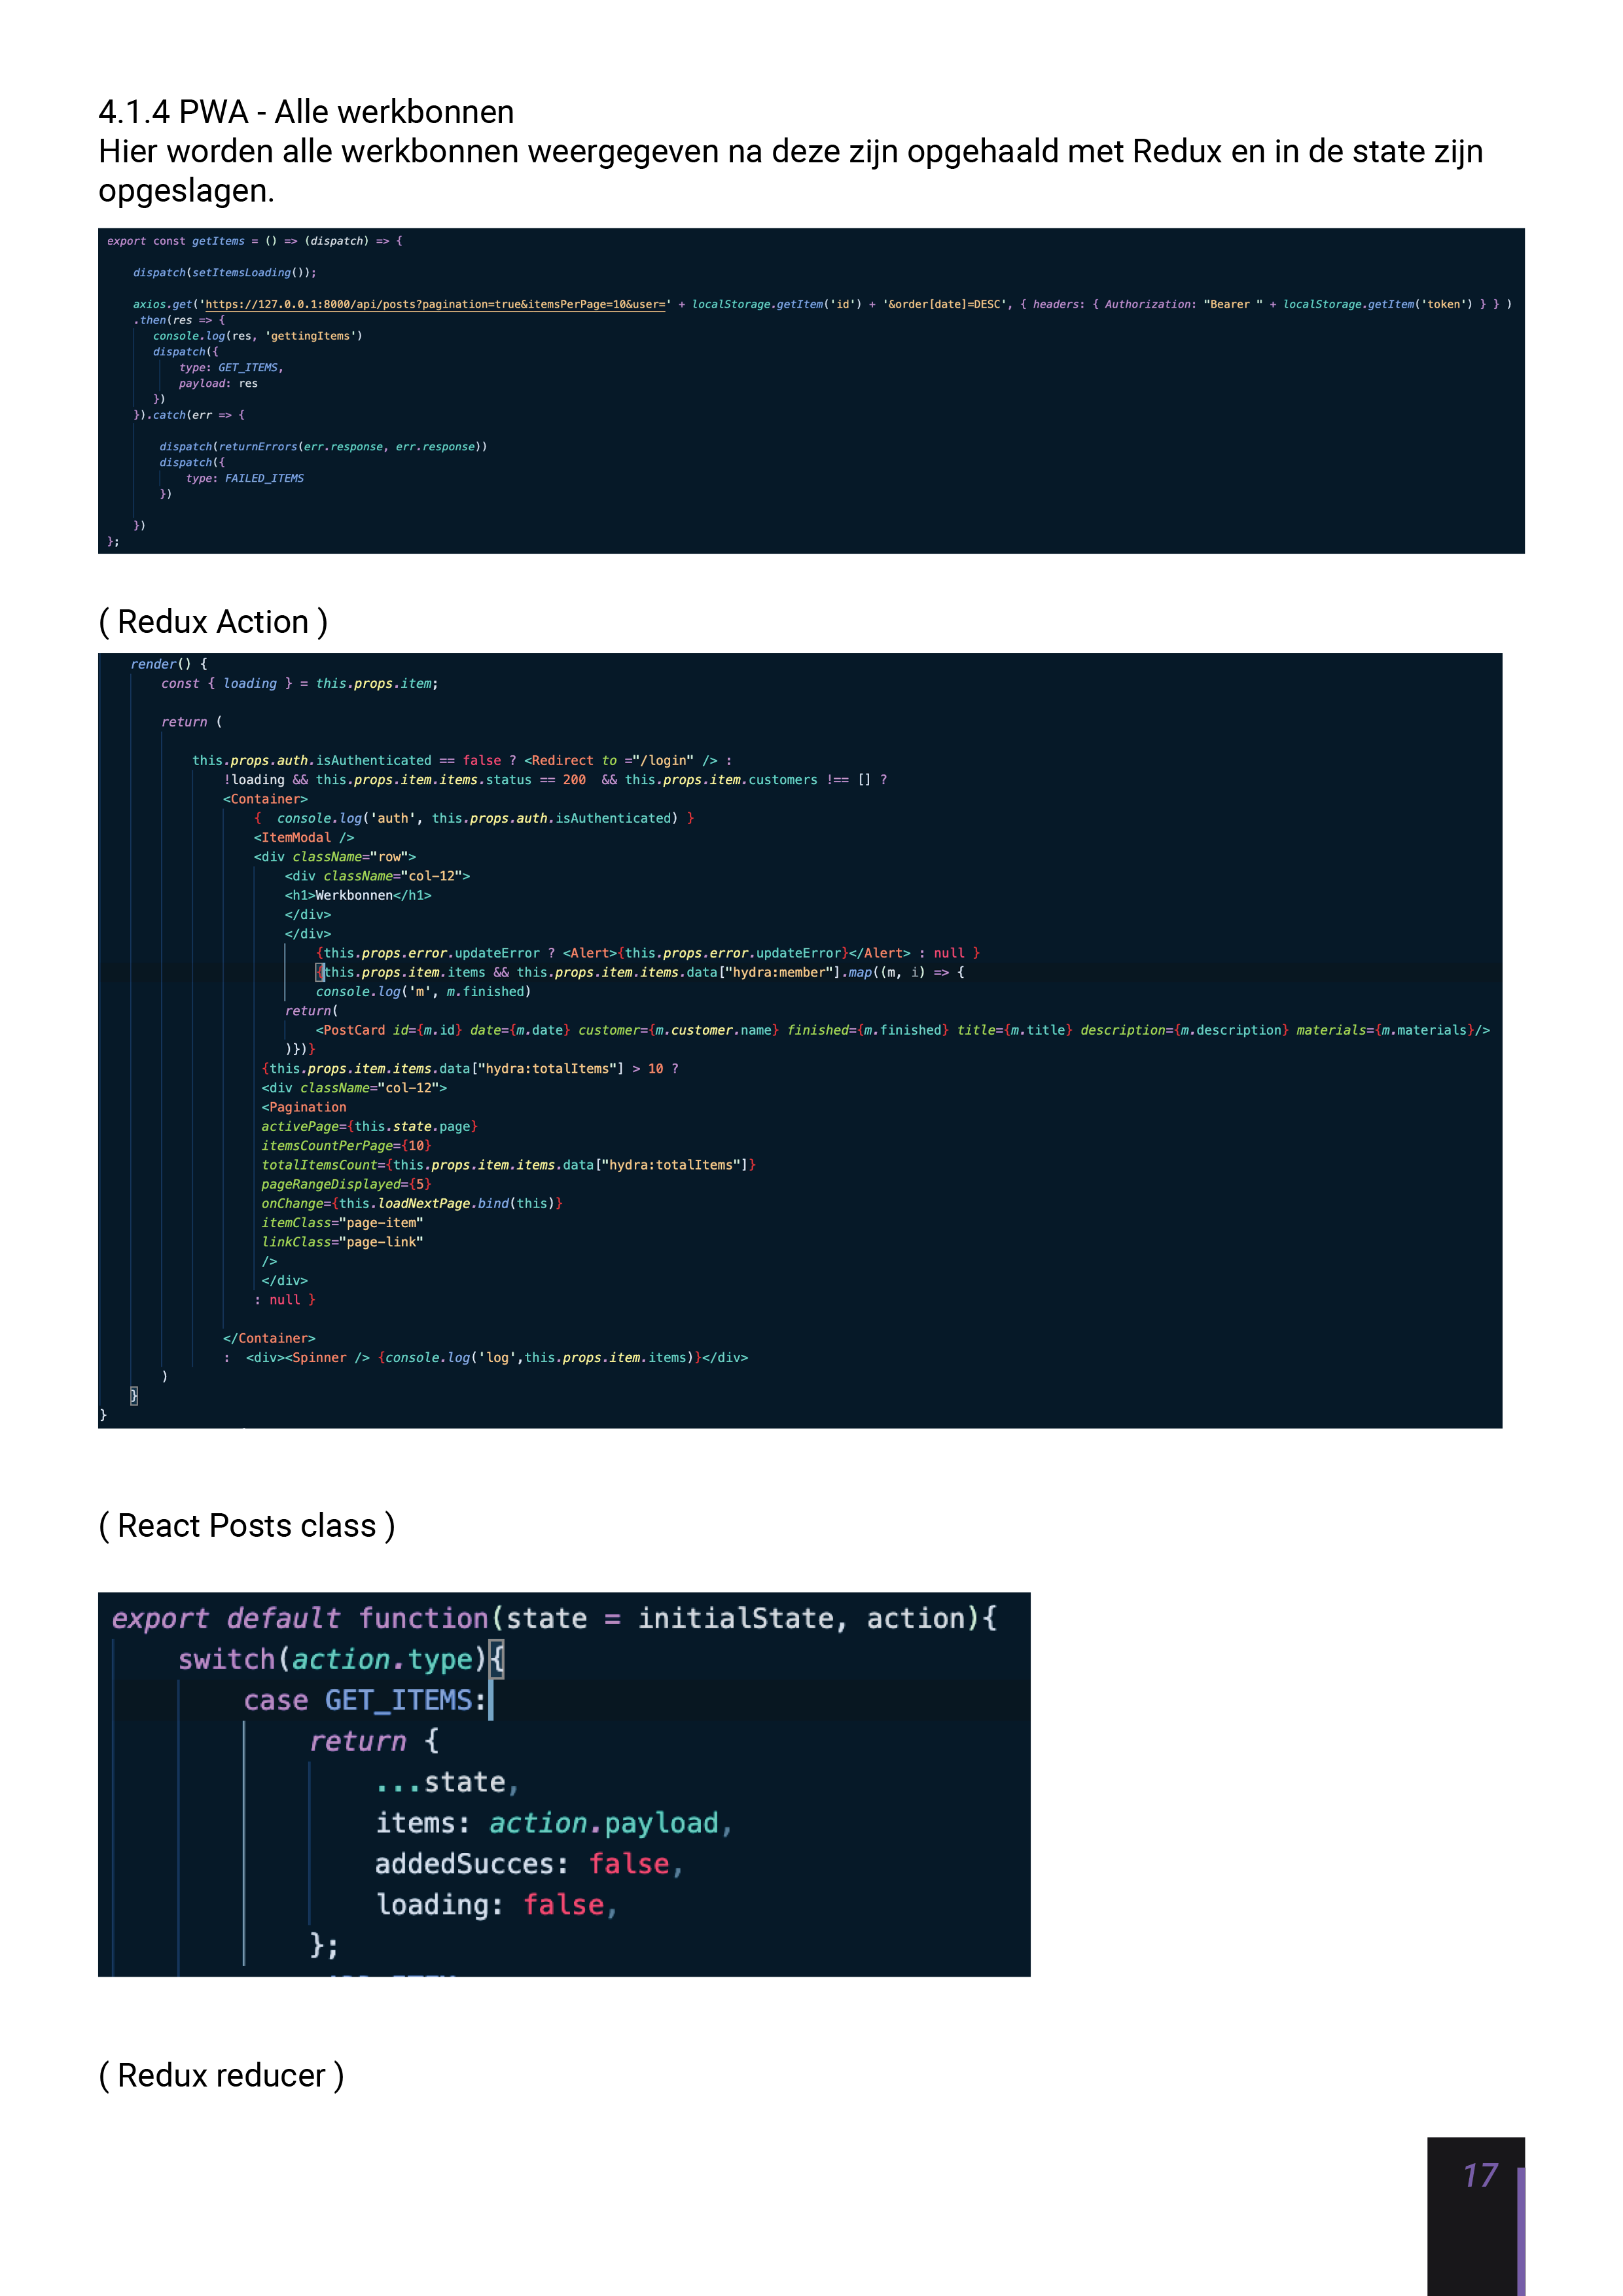 4.1.4 PWA - Alle werkbonnen
Hier worden alle werkbonnen weergegeven na deze zijn opgehaald met Redux en in de state zijn
opgeslagen.
export const getItems = () => (dispatch) => {
dispatch(setItemsLoading());
axios.get('https://127.0.0.1:8000/api/posts?pagination=true&itemsPerPage=10&user=' + localStorage.getItem('id') + '&order[date]=DESC', { headers: { Authorization: "Bearer " + localStorage.getItem('token') } } )
.then(res => {
console.log(res, 'gettingItems')
dispatch({
type: GET_ITEMS,
payload: res
})
}).catch(err => {
dispatch(returnErrors(err.response, err.response))
dispatch({
type: FAILED_ITEMS
})
})
};
( Redux Action )
render() {
const { loading } = this.props.item;
return (
this.props.auth.isAuthenticated == false ? <Redirect to ="/login" /> :
!loading && this.props.item.items.status == 200  && this.props.item.customers !== [] ?
<Container>
{  console.log('auth', this.props.auth.isAuthenticated) }
<ItemModal />
<div className="row">
<div className="col-12">
<h1>Werkbonnen</h1>
</div>
</div>
{this.props.error.updateError ? <Alert>{this.props.error.updateError}</Alert> : null }
{this.props.item.items && this.props.item.items.data["hydra:member"].map((m, i) => {
console.log('m', m.finished)
return(
<PostCard id={m.id} date={m.date} customer={m.customer.name} finished={m.finished} title={m.title} description={m.description} materials={m.materials}/>
)})}
{this.props.item.items.data["hydra:totalItems"] > 10 ?
<div className="col-12">
<Pagination
activePage={this.state.page}
itemsCountPerPage={10}
totalItemsCount={this.props.item.items.data["hydra:totalItems"]}
pageRangeDisplayed={5}
onChange={this.loadNextPage.bind(this)}
itemClass="page-item"
linkClass="page-link"
/>
</div>
: null }
</Container>
:  <div><Spinner /> {console.log('log',this.props.item.items)}</div>
)
}
}
( React Posts class )
export default function(state = initialState, action){
switch(action.type){
case GET_ITEMS:
return {
...state,
items: action.payload,
addedSucces: false,
loading: false,
};
( Redux reducer )
17